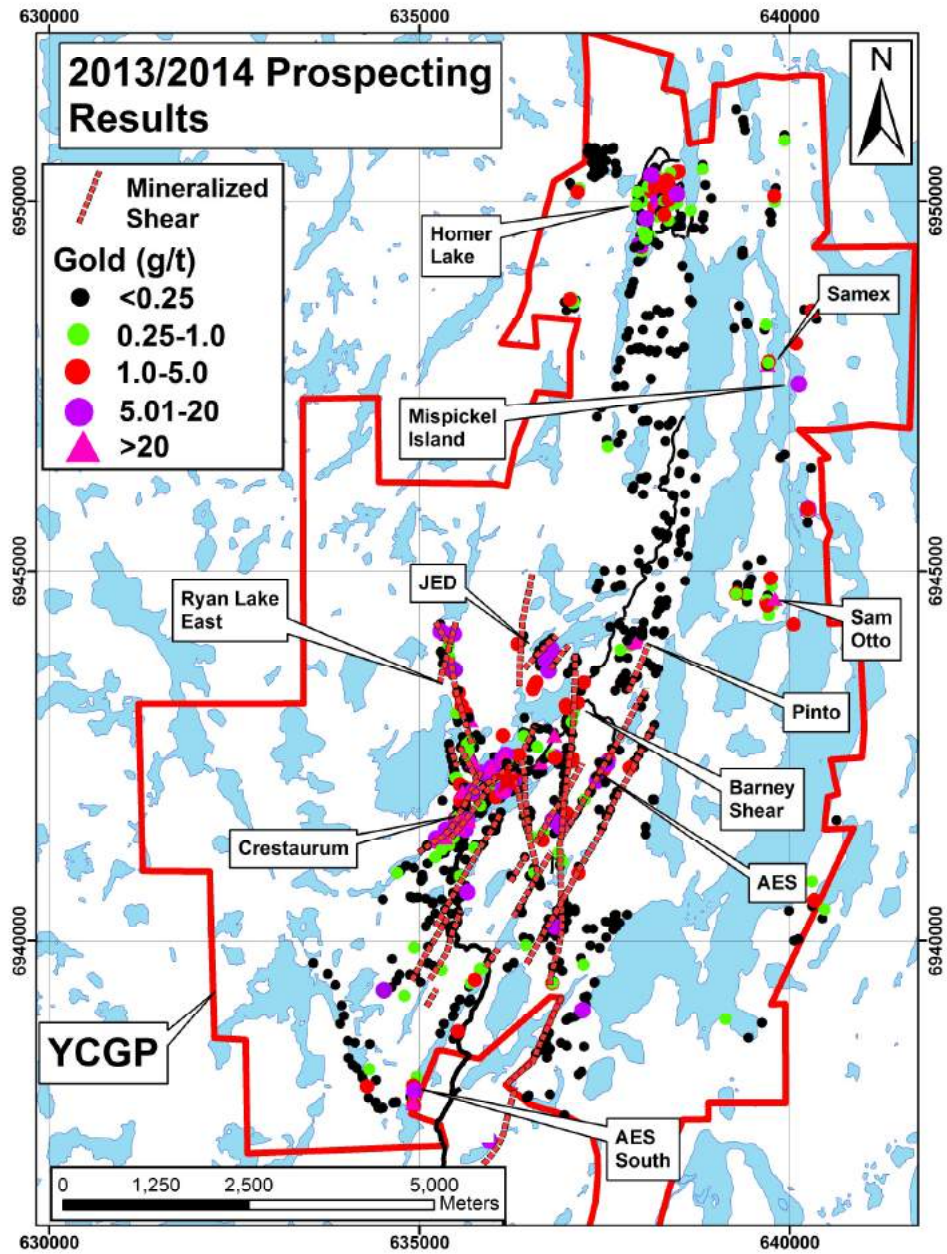 630000
635000
640000
2013/2014 Prospecting
Results
N
Mineralized
Shear
Gold (g/t)
<0.25
0.25-1.0
1.0-5.0
5.01-20
>20
6950000
6950000
Homer
Lake
Samex
Mispickel
Island
6945000
6945000
Ryan Lake
East
JED
Sam
Otto
Pinto
Barney
Shear
Crestaurum
AES
6940000
6940000
YCGP
AES
South
0
1,250
2,500
5,000
Meters
630000
635000
640000